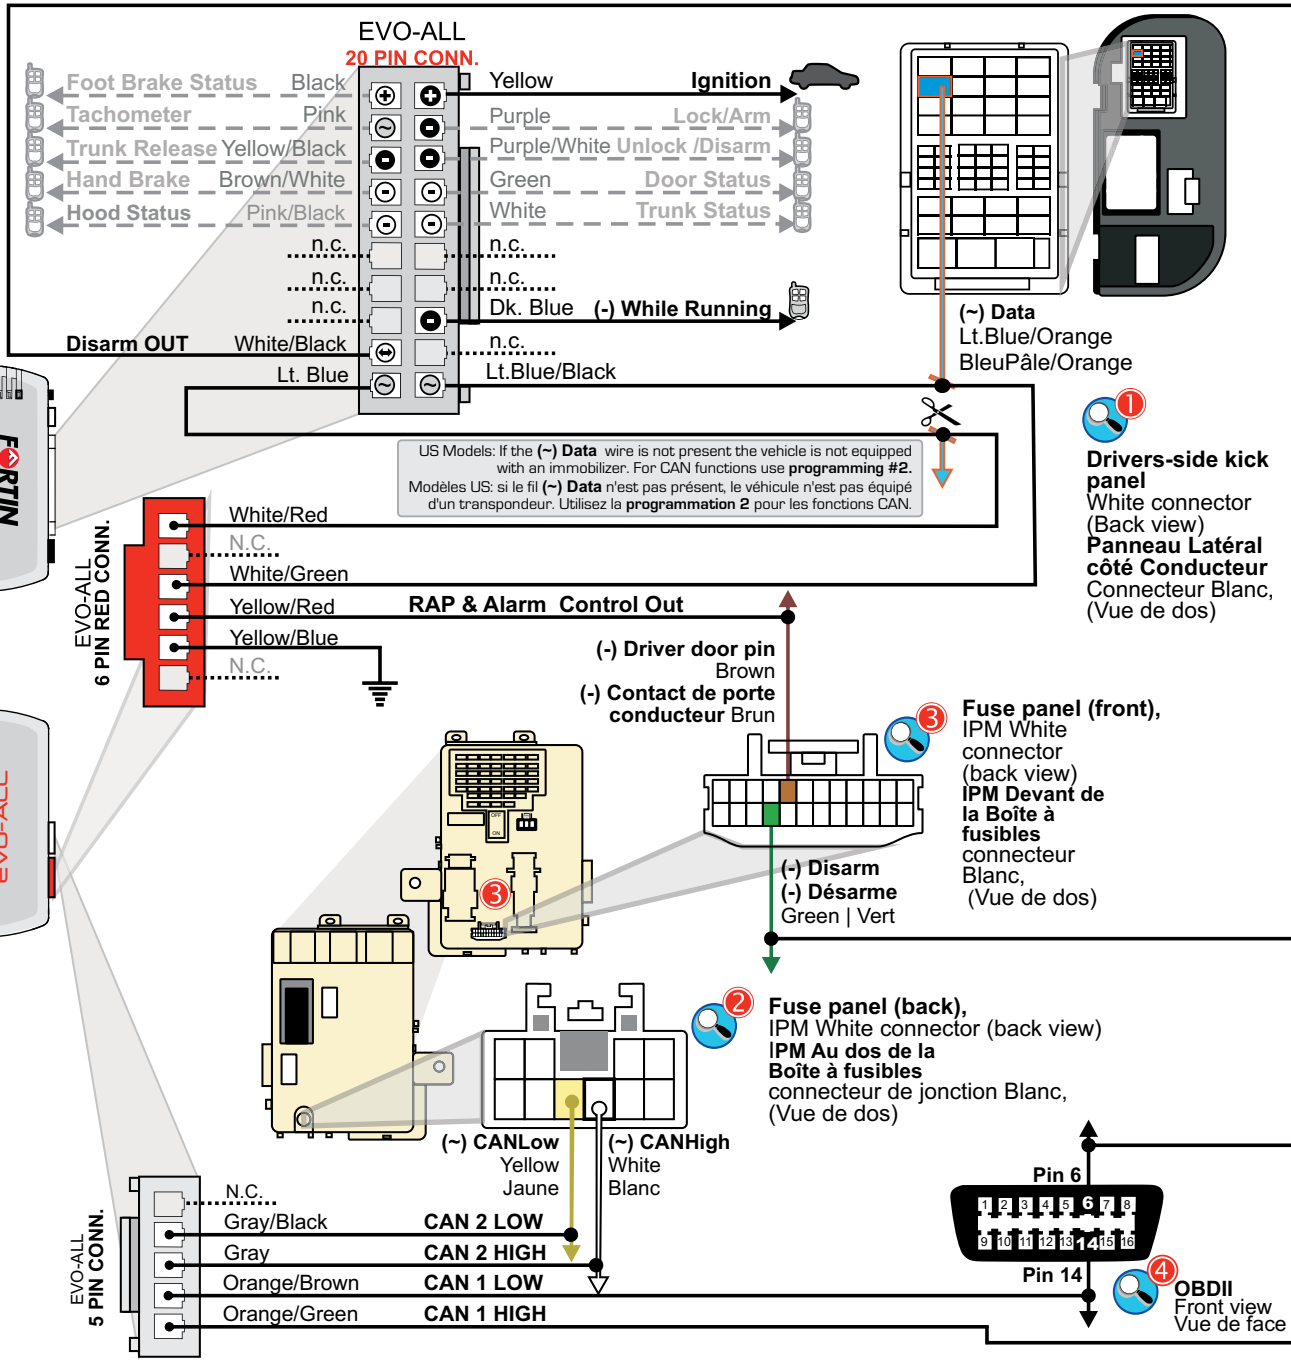 EVO-ALL
20 PIN CONN.
Foot Brake Status Black
Tachometer Pink
Trunk Release Yellow/Black
Hand Brake Brown/White
Hood Status Pink/Black
n.c.
n.c.
n.c.
Disarm OUT White/Black
Lt. Blue
Yellow Ignition
Purple Lock/Arm
Purple/White Unlock /Disarm
Green Door Status
White Trunk Status
n.c.
n.c.
Dk. Blue (-) While Running
n.c.
Lt.Blue/Black
(~) Data
Lt.Blue/Orange
BleuPâle/Orange
1
Drivers-side kick
panel
White connector
(Back view)
Panneau Latéral
côté Conducteur
Connecteur Blanc,
(Vue de dos)
US Models: If the (~) Data wire is not present the vehicle is not equipped
with an immobilizer. For CAN functions use programming #2.
Modèles US: si le fil (~) Data n'est pas présent, le véhicule n'est pas équipé
d'un transpondeur. Utilisez la programmation 2 pour les fonctions CAN.
FORTIN
EVO-ALL
6 PIN RED CONN.
White/Red
N.C.
White/Green
Yellow/Red RAP & Alarm Control Out
Yellow/Blue
N.C.
(-) Driver door pin
Brown
(-) Contact de porte
conducteur Brun
3
Fuse panel (front),
IPM White
connector
(back view)
IPM Devant de
la Boîte à
fusibles
connecteur
Blanc,
(Vue de dos)
EVO-ALL
OFF
ON
3
(-) Disarm
(-) Désarme
Green | Vert
2
Fuse panel (back),
IPM White connector (back view)
IPM Au dos de la
Boîte à fusibles
connecteur de jonction Blanc,
(Vue de dos)
(~) CANLow
Yellow
Jaune
(~) CANHigh
White
Blanc
EVO-ALL
5 PIN CONN.
N.C.
Gray/Black CAN 2 LOW
Gray CAN 2 HIGH
Orange/Brown CAN 1 LOW
Orange/Green CAN 1 HIGH
Pin 6
1 2 3 4 5 6 7 8
9 10 11 12 13 14 15 16
Pin 14
4
OBDII
Front view
Vue de face